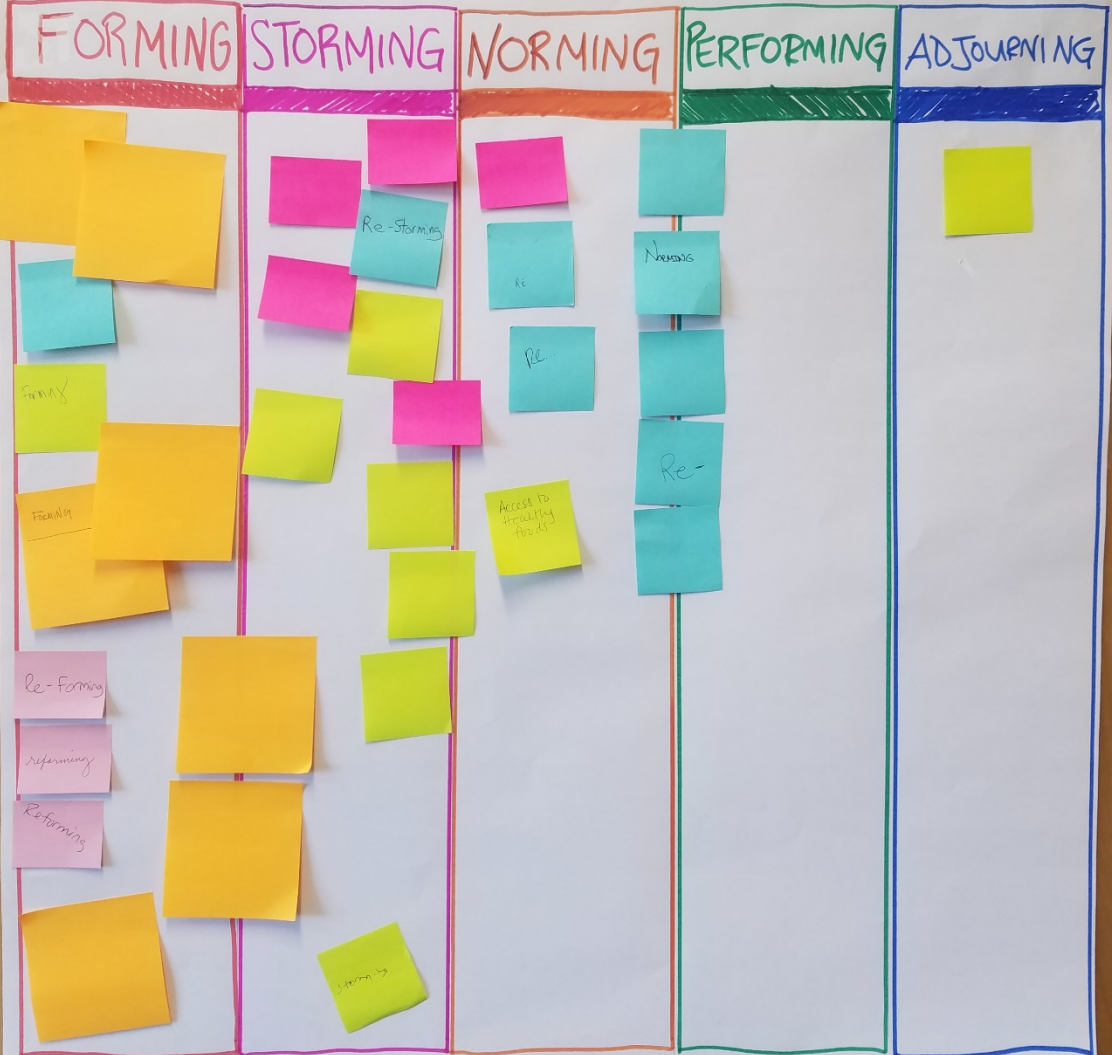 FORMING
STORMING
NORMING
PERFORMING
ADJOURNING
Forming
FORMING
Re-Forming
reforming
Reforming
Re-Storming
storming
Re
Re...
Access to
Healthy
foods
NORMING
Re-